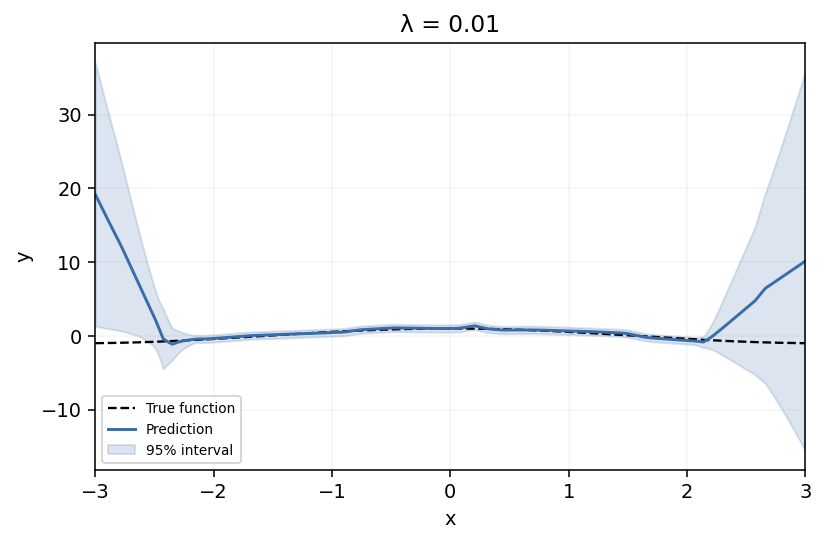 λ = 0.01
y
30
20
10
0
−10
True function
Prediction
95% interval
−3
−2
−1
0
1
2
3
x